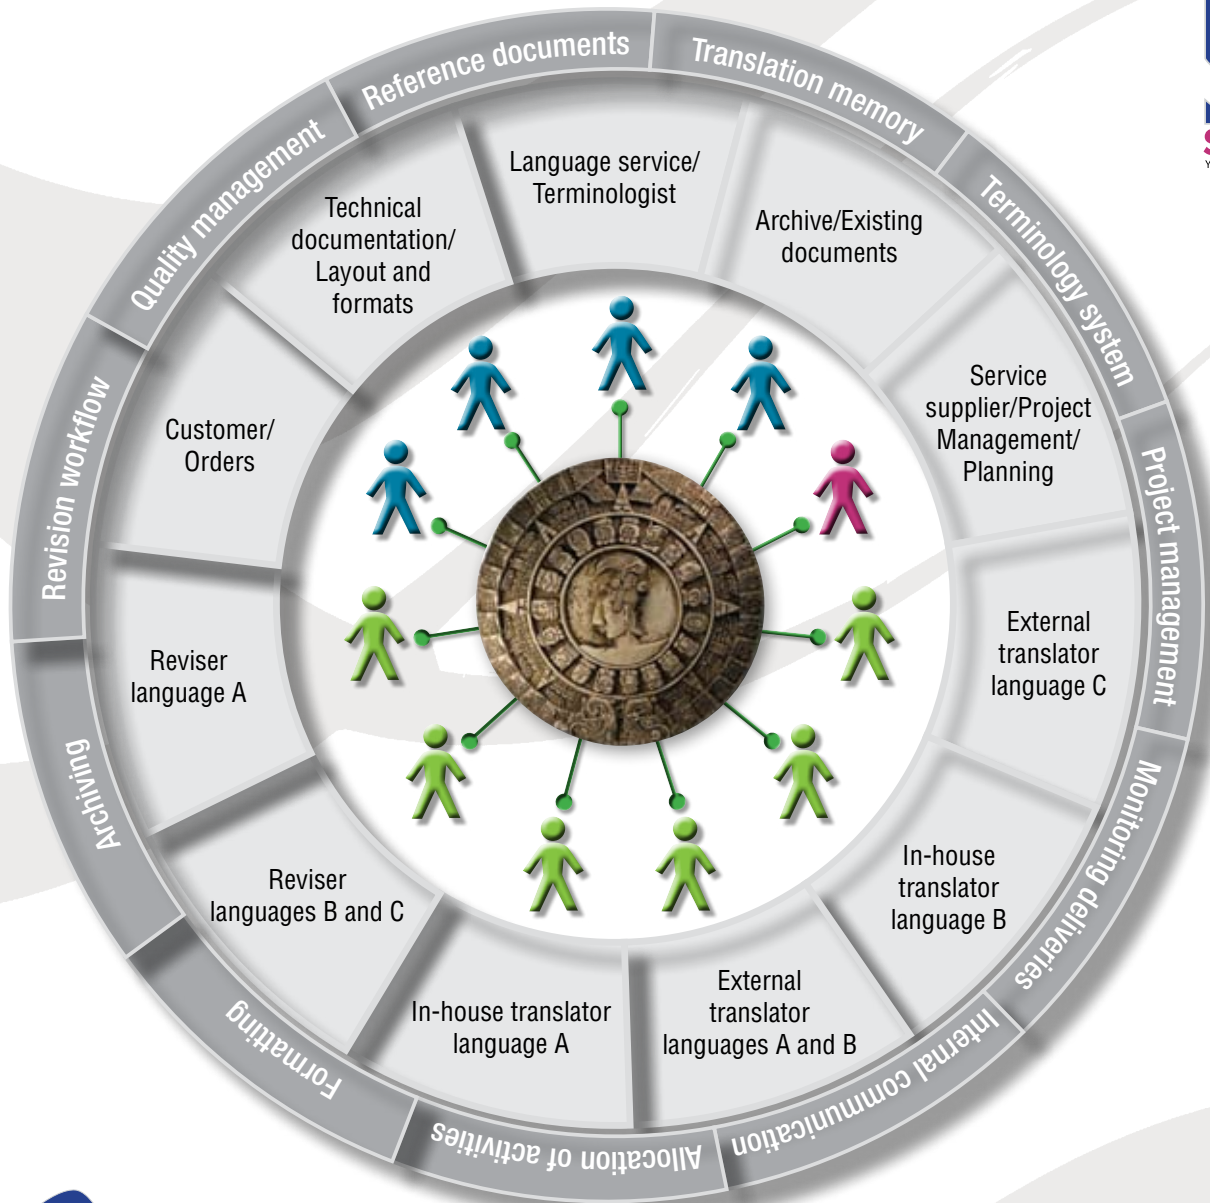 Reference documents
Translation memory
Terminology system
Project management
Monitoring deliveries
Internal communication
Allocation of activities
Formatting
Archiving
Revision workflow
Quality management
Language service/
Terminologist
Archive/Existing
documents
Service
supplier/Project
Management/
Planning
External
translator
language C
In-house
translator
language B
External
translator
languages A and B
In-house translator
language A
Reviser
languages B and C
Reviser
language A
Customer/
Orders
Technical
documentation/
Layout and
formats